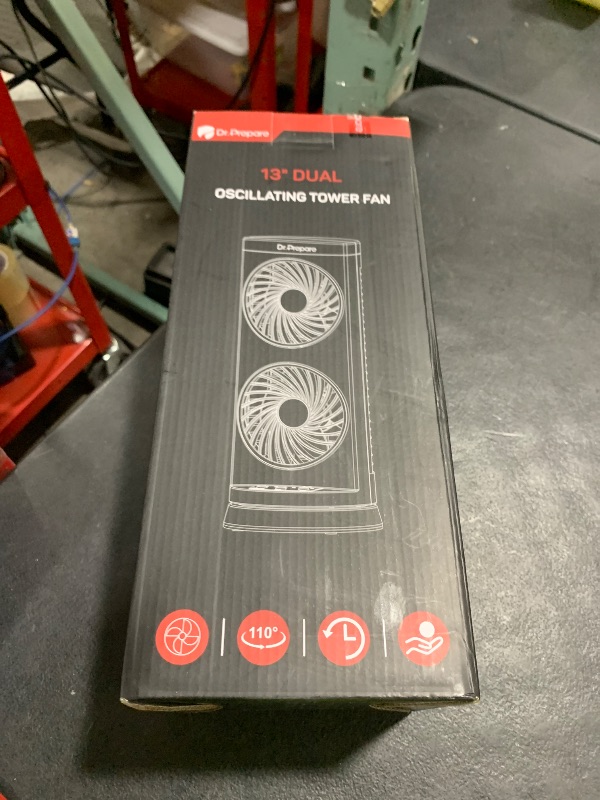 Dr.Prepare
13" DUAL
OSCILLATING TOWER FAN
Dr.Prepare
110°